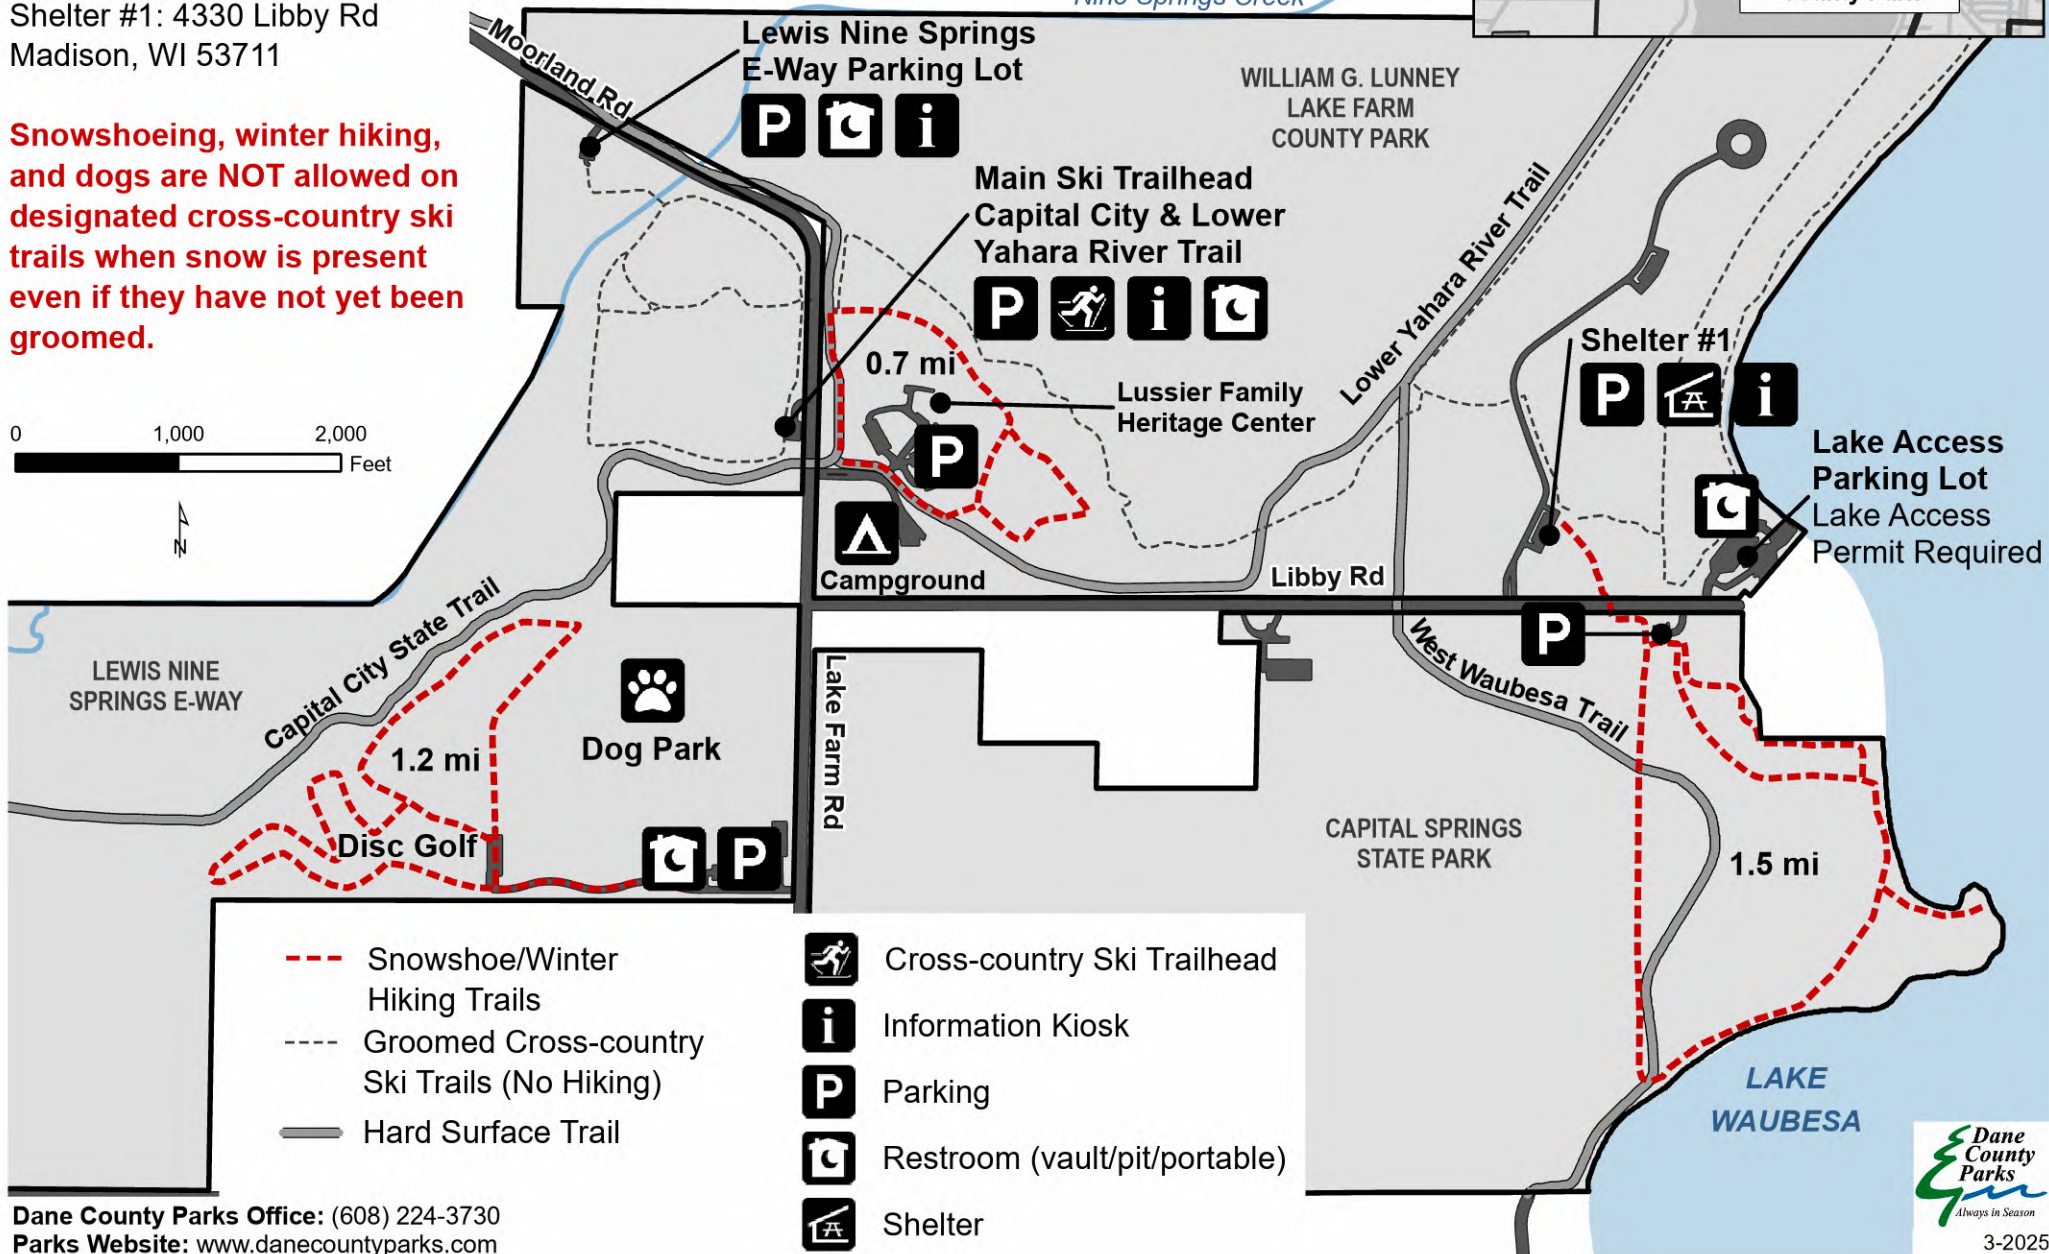 Shelter #1: 4330 Libby Rd
Madison, WI 53711
Snowshoeing, winter hiking,
and dogs are NOT allowed on
designated cross-country ski
trails when snow is present
even if they have not yet been
groomed.
0 1,000 2,000
Feet
N
Nine Springs Creek
Moorland Rd
Lewis Nine Springs
E-Way Parking Lot
P
i
WILLIAM G. LUNNEY
LAKE FARM
COUNTY PARK
Main Ski Trailhead
Capital City & Lower
Yahara River Trail
P
i
Lower Yahara River Trail
0.7 mi
Lussier Family
Heritage Center
P
Shelter #1
P
i
Lake Access
Parking Lot
Lake Access
Permit Required
Campground
Libby Rd
P
West Waubesa Trail
Capital City State Trail
LEWIS NINE
SPRINGS E-WAY
1.2 mi
Dog Park
Lake Farm Rd
Disc Golf
P
CAPITAL SPRINGS
STATE PARK
1.5 mi
LAKE
WAUBESA
Snowshoe/Winter
Hiking Trails
Groomed Cross-country
Ski Trails (No Hiking)
Hard Surface Trail
Cross-country Ski Trailhead
i Information Kiosk
P Parking
Restroom (vault/pit/portable)
Shelter
Dane County Parks Office: (608) 224-3730
Parks Website: www.danecountyparks.com
Dane
County
Parks
Always in Season
3-2025